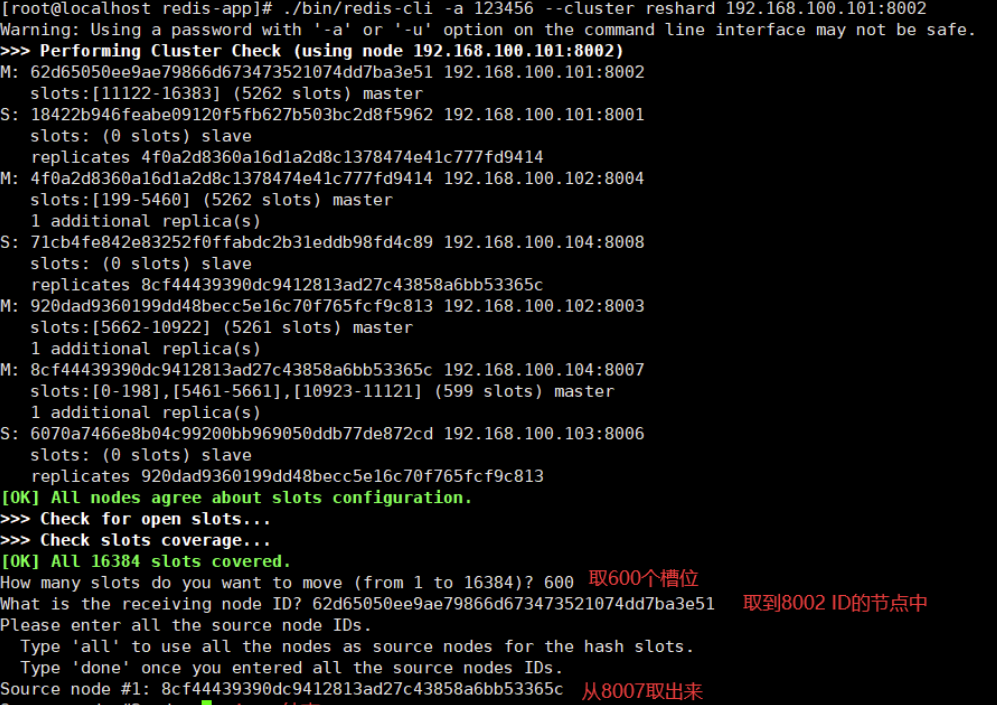 [root@localhost redis-app]# ./bin/redis-cli -a 123456 --cluster reshard 192.168.100.101:8002
Warning: Using a password with '-a' or '-u' option on the command line interface may not be safe.
>>> Performing Cluster Check (using node 192.168.100.101:8002)
M: 62d65050ee9ae79866d673473521074dd7ba3e51 192.168.100.101:8002
   slots:[11122-16383] (5262 slots) master
S: 18422b946feabe09120f5fb627b503bc2d8f5962 192.168.100.101:8001
   slots: (0 slots) slave
   replicates 4f0a2d8360a16d1a2d8c1378474e41c777fd9414
M: 4f0a2d8360a16d1a2d8c1378474e41c777fd9414 192.168.100.102:8004
   slots:[199-5460] (5262 slots) master
   1 additional replica(s)
S: 71cb4fe842e83252f0ffabdc2b31eddb98fd4c89 192.168.100.104:8008
   slots: (0 slots) slave
   replicates 8cf44439390dc9412813ad27c43858a6bb53365c
M: 920dad9360199dd48becc5e16c70f765fcf9c813 192.168.100.102:8003
   slots:[5662-10922] (5261 slots) master
   1 additional replica(s)
M: 8cf44439390dc9412813ad27c43858a6bb53365c 192.168.100.104:8007
   slots:[0-198],[5461-5661],[10923-11121] (599 slots) master
   1 additional replica(s)
S: 6070a7466e8b04c99200bb969050ddb77de872cd 192.168.100.103:8006
   slots: (0 slots) slave
   replicates 920dad9360199dd48becc5e16c70f765fcf9c813
[OK] All nodes agree about slots configuration.
>>> Check for open slots...
>>> Check slots coverage...
[OK] All 16384 slots covered.
How many slots do you want to move (from 1 to 16384)? 600 取600个槽位
What is the receiving node ID? 62d65050ee9ae79866d673473521074dd7ba3e51 取到8002 ID的节点中
Please enter all the source node IDs.
  Type 'all' to use all the nodes as source nodes for the hash slots.
  Type 'done' once you entered all the source nodes IDs.
Source node #1: 8cf44439390dc9412813ad27c43858a6bb53365c 从8007取出来